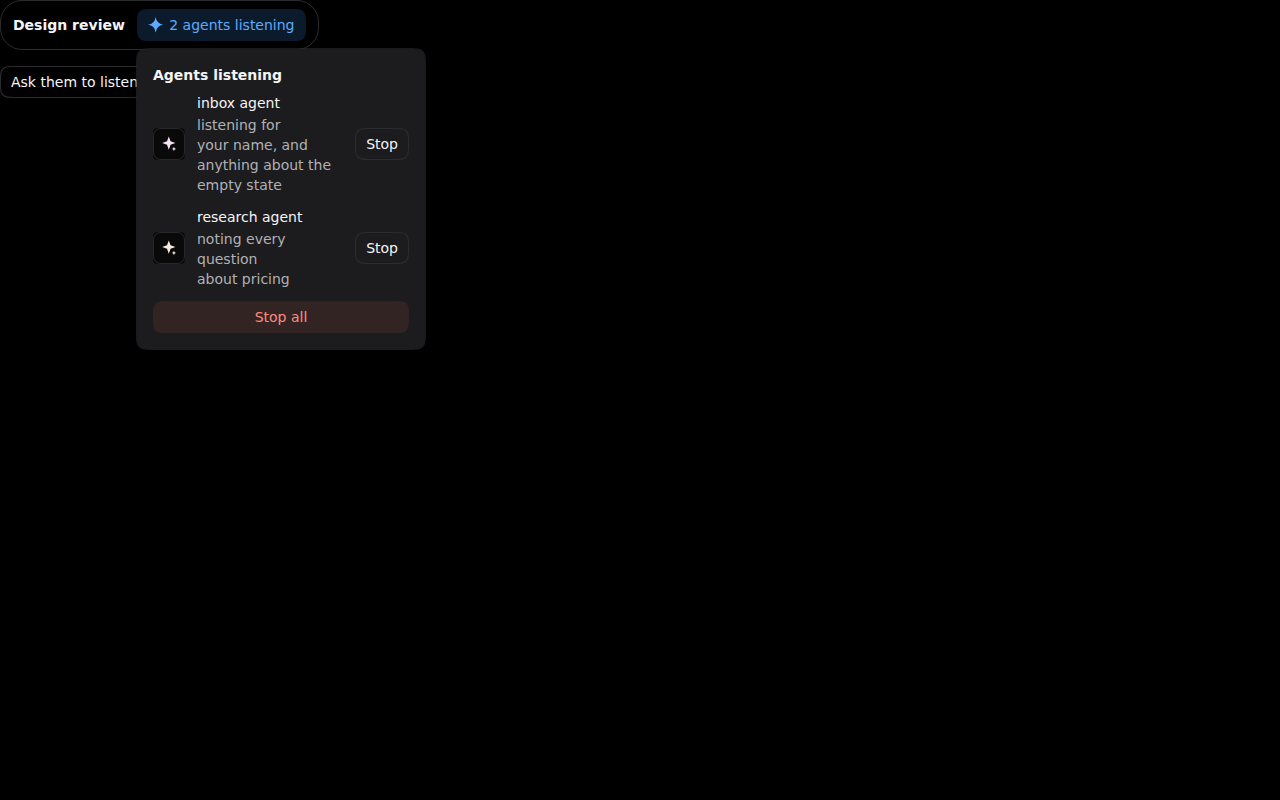 Design review
2 agents listening
Ask them to listen
Agents listening
inbox agent
listening for
your name, and
anything about the
empty state
Stop
research agent
noting every
question
about pricing
Stop
Stop all